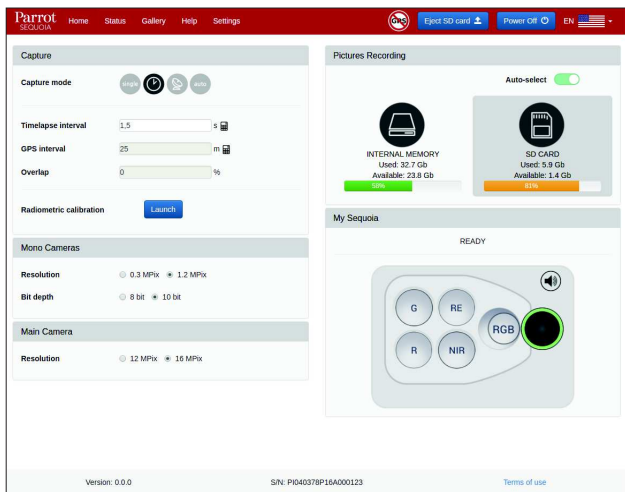 Parrot
SEQUOIA
Home Status Gallery Help Settings
GPS
Eject SD card
Power Off
EN
Capture
Capture mode
single
auto
Timelapse interval 1,5 s
GPS interval 25 m
Overlap 0 %
Radiometric calibration Launch
Mono Cameras
Resolution 0.3 MPix 1.2 MPix
Bit depth 8 bit 10 bit
Main Camera
Resolution 12 MPix 16 MPix
Pictures Recording
Auto-select
INTERNAL MEMORY
Used: 32.7 Gb
Available: 23.8 Gb
58%
SD CARD
Used: 5.9 Gb
Available: 1.4 Gb
81%
My Sequoia
READY
G RE
RGB
R NIR
Version: 0.0.0 S/N: PI040378P16A000123 Terms of use